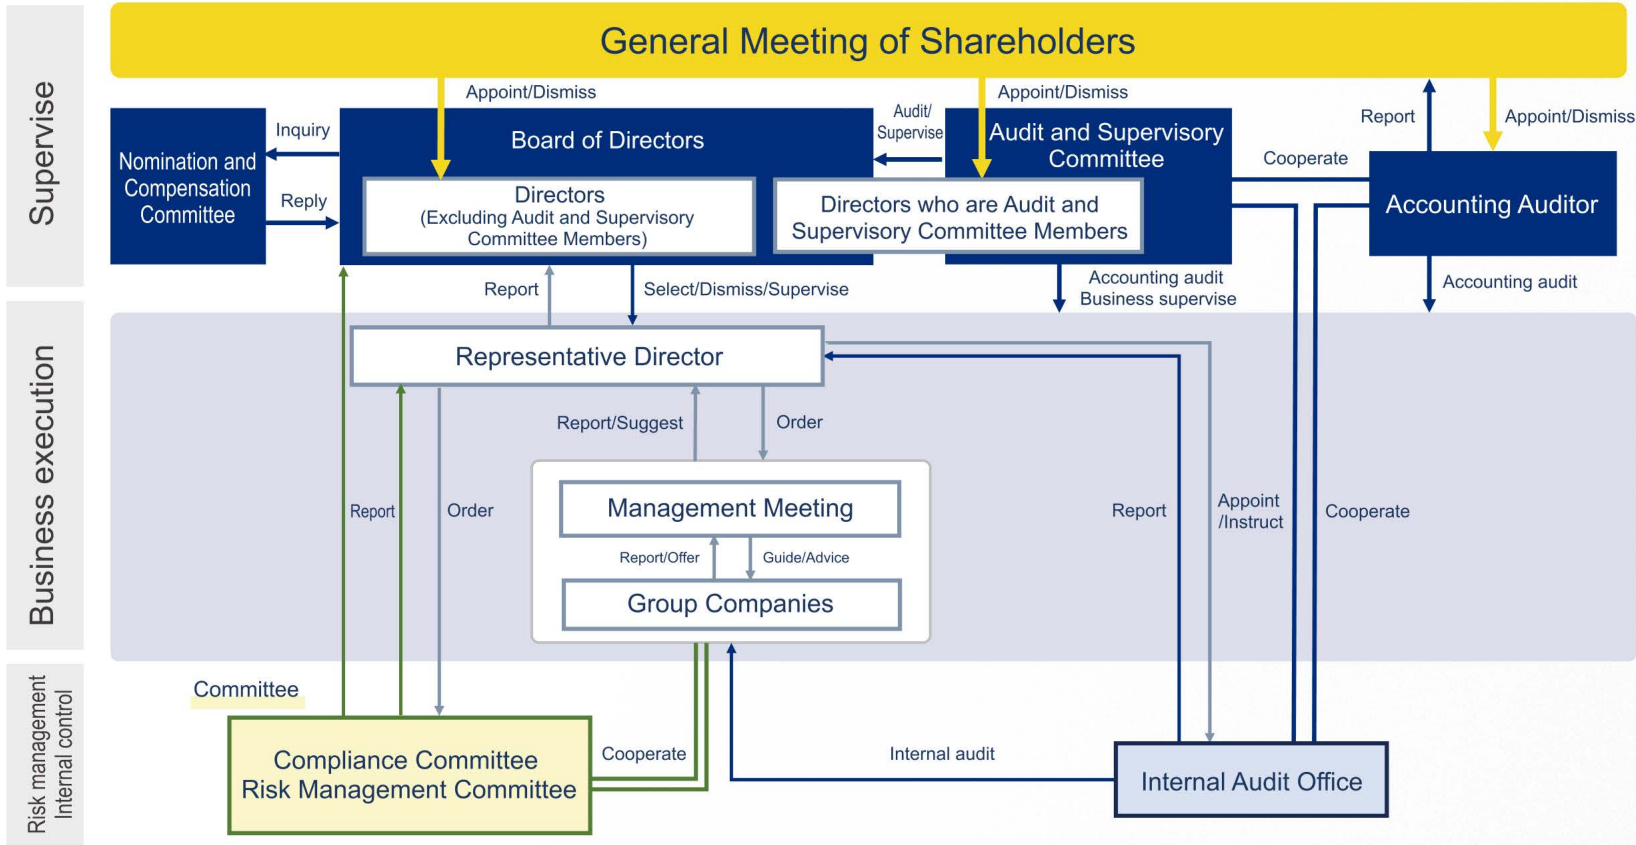 General Meeting of Shareholders
Supervise
Appoint/Dismiss
Appoint/Dismiss
Report
Appoint/Dismiss
Nomination and
Compensation
Committee
Inquiry
Reply
Board of Directors
Directors
(Excluding Audit and Supervisory
Committee Members)
Audit/
Supervise
Audit and Supervisory
Committee
Directors who are Audit and
Supervisory Committee Members
Cooperate
Accounting Auditor
Report
Select/Dismiss/Supervise
Accounting audit
Business supervise
Accounting audit
Business execution
Representative Director
Report/Suggest
Order
Report
Order
Management Meeting
Report/Offer
Guide/Advice
Group Companies
Report
Appoint
/Instruct
Cooperate
Risk management
Internal control
Committee
Compliance Committee
Risk Management Committee
Cooperate
Internal audit
Internal Audit Office